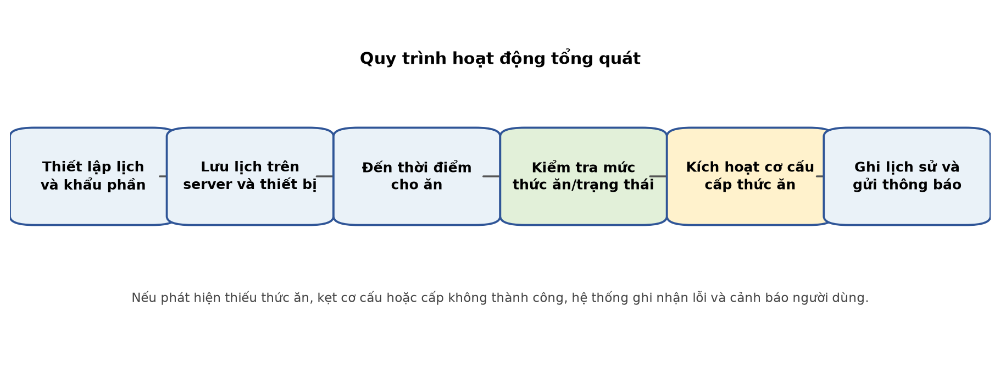 Quy trình hoạt động tổng quát
Thiết lập lịch
và khẩu phần
Lưu lịch trên
server và thiết bị
Đến thời điểm
cho ăn
Kiểm tra mức
thức ăn/trạng thái
Kích hoạt cơ cấu
cấp thức ăn
Ghi lịch sử và
gửi thông báo
Nếu phát hiện thiếu thức ăn, kẹt cơ cấu hoặc cấp không thành công, hệ thống ghi nhận lỗi và cảnh báo người dùng.